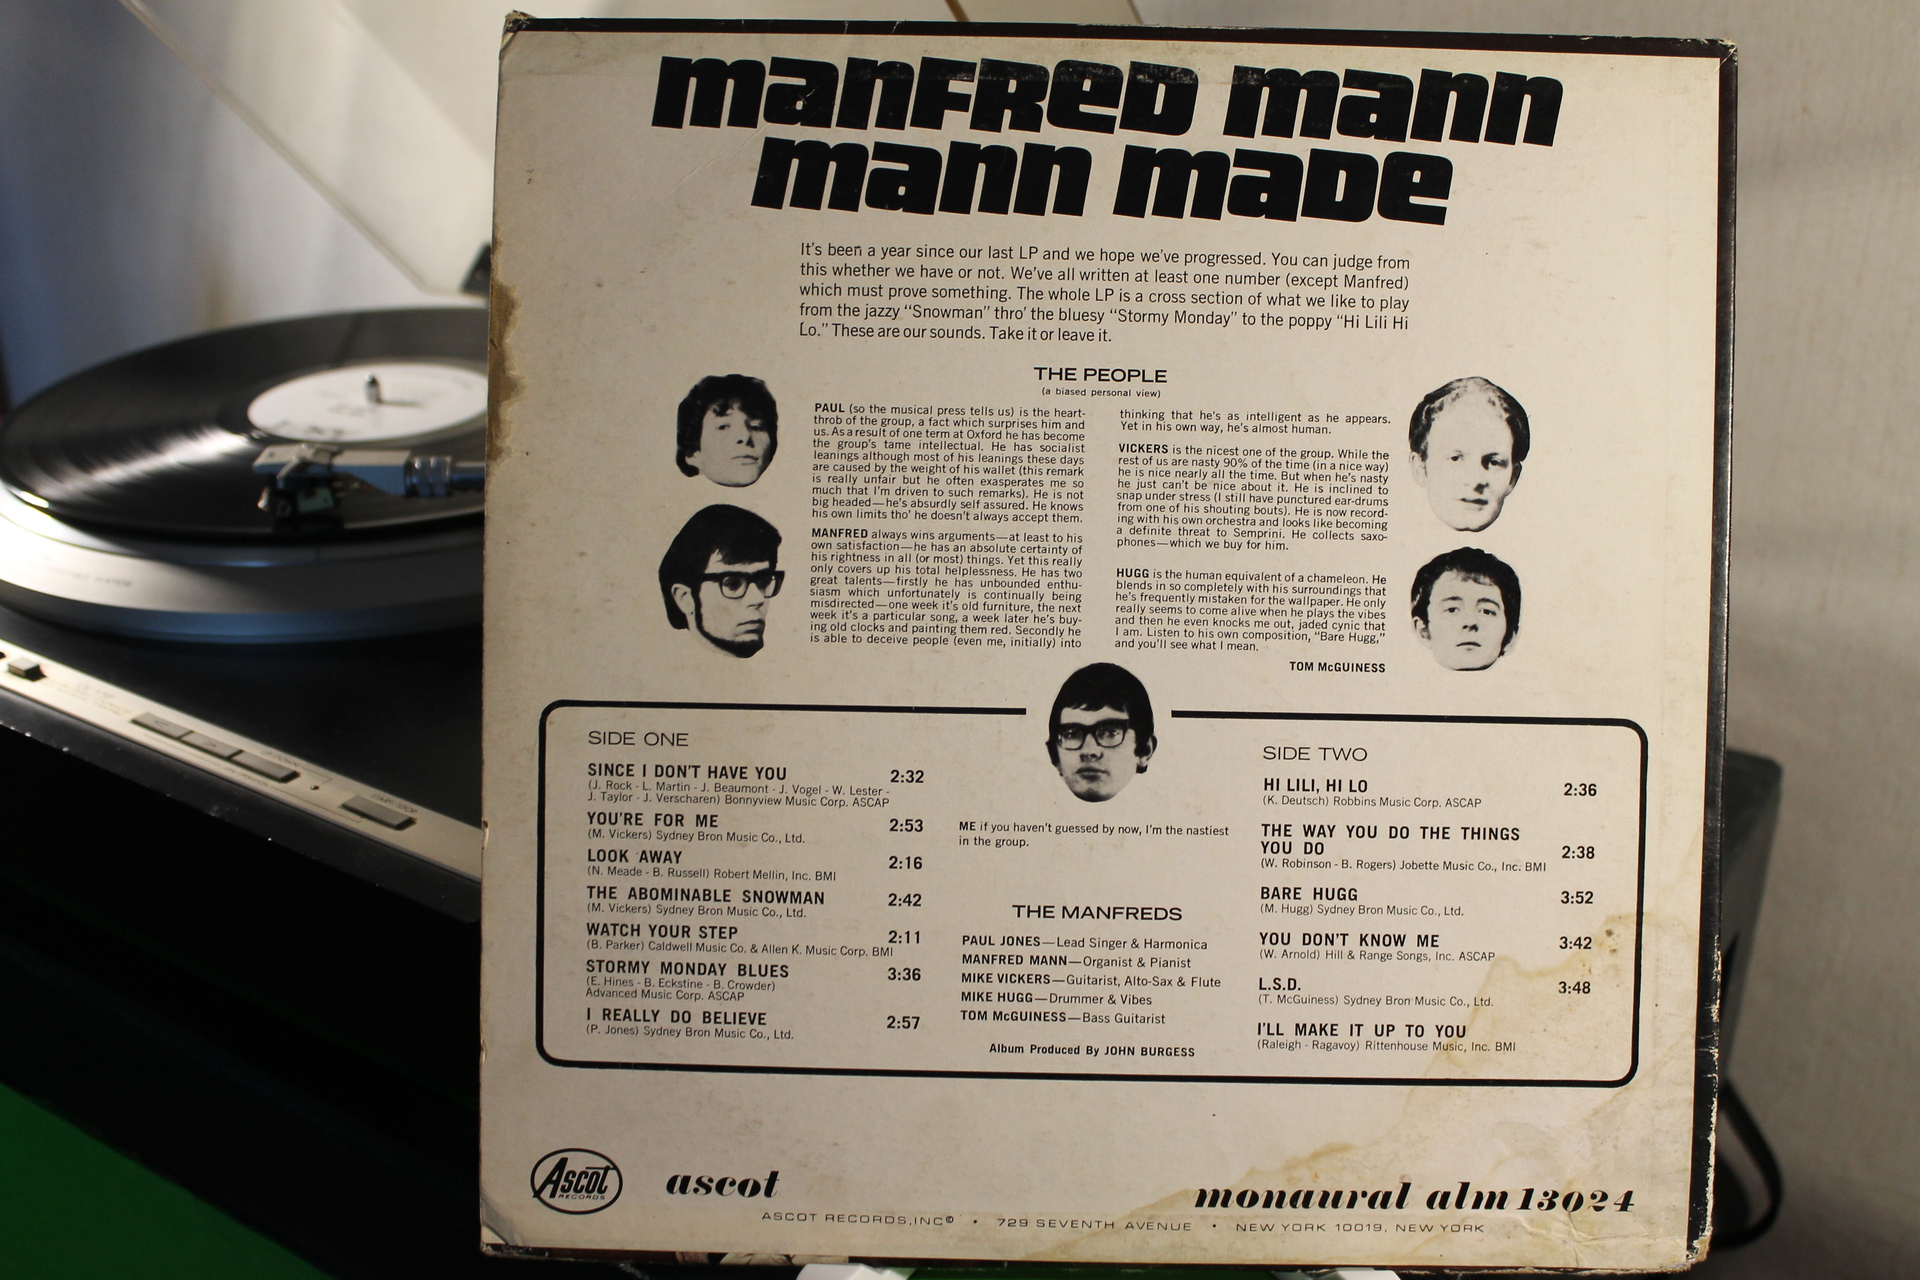 manFReD mann
mann maDe
It's been a year since our last LP and we hope we've progressed. You can judge from
this whether we have or not. We've all written at least one number (except Manfred)
which must prove something. The whole LP is a cross section of what we like to play
from the jazzy “Snowman” thro' the bluesy “Stormy Monday” to the poppy “Hi Lili Hi
Lo.” These are our sounds. Take it or leave it.
THE PEOPLE
(a biased personal view)
PAUL (so the musical press tells us) is the heart-
throb of the group, a fact which surprises him and
us. As a result of one term at Oxford he has become
the group's tame intellectual. He has socialist
leanings although most of his leanings these days
are caused by the weight of his wallet (this remark
is really unfair but he often exasperates me so
much that I'm driven to such remarks). He is not
big headed—he's absurdly self assured. He knows
his own limits tho' he doesn't always accept them.
MANFRED always wins arguments—at least to his
own satisfaction—he has an absolute certainty of
his rightness in all (or most) things. Yet this really
only covers up his total helplessness. He has two
great talents—firstly he has unbounded enthu-
siasm which unfortunately is continually being
misdirected—one week it's old furniture, the next
week it's a particular song, a week later he's buy-
ing old clocks and painting them red. Secondly he
is able to deceive people (even me, initially) into
thinking that he's as intelligent as he appears.
Yet in his own way, he's almost human.
VICKERS is the nicest one of the group. While the
rest of us are nasty 90% of the time (in a nice way)
he is nice nearly all the time. But when he's nasty
he just can't be nice about it. He is inclined to
snap under stress (I still have punctured ear-drums
from one of his shouting bouts). He is now record-
ing with his own orchestra and looks like becoming
a definite threat to Semprini. He collects saxo-
phones—which we buy for him.
HUGG is the human equivalent of a chameleon. He
blends in so completely with his surroundings that
he's frequently mistaken for the wallpaper. He only
really seems to come alive when he plays the vibes
and then he even knocks me out, jaded cynic that
I am. Listen to his own composition, “Bare Hugg,”
and you'll see what I mean.
TOM McGUINESS
SIDE ONE
SINCE I DON'T HAVE YOU 2:32
(J. Rock - L. Martin - J. Beaumont - J. Vogel - W. Lester -
J. Taylor - J. Verscharen) Bonnyview Music Corp. ASCAP
YOU'RE FOR ME 2:53
(M. Vickers) Sydney Bron Music Co., Ltd.
LOOK AWAY 2:16
(N. Meade - B. Russell) Robert Mellin, Inc. BMI
THE ABOMINABLE SNOWMAN 2:42
(M. Vickers) Sydney Bron Music Co., Ltd.
WATCH YOUR STEP 2:11
(B. Parker) Caldwell Music Co. & Allen K. Music Corp. BMI
STORMY MONDAY BLUES 3:36
(E. Hines - B. Eckstine - B. Crowder)
Advanced Music Corp. ASCAP
I REALLY DO BELIEVE 2:57
(P. Jones) Sydney Bron Music Co., Ltd.
ME if you haven't guessed by now, I'm the nastiest
in the group.
THE MANFREDS
PAUL JONES—Lead Singer & Harmonica
MANFRED MANN—Organist & Pianist
MIKE VICKERS—Guitarist, Alto-Sax & Flute
MIKE HUGG—Drummer & Vibes
TOM McGUINESS—Bass Guitarist
Album Produced By JOHN BURGESS
SIDE TWO
HI LILI, HI LO 2:36
(K. Deutsch) Robbins Music Corp. ASCAP
THE WAY YOU DO THE THINGS
YOU DO 2:38
(W. Robinson - B. Rogers) Jobette Music Co., Inc. BMI
BARE HUGG 3:52
(M. Hugg) Sydney Bron Music Co., Ltd.
YOU DON'T KNOW ME 3:42
(W. Arnold) Hill & Range Songs, Inc. ASCAP
L.S.D. 3:48
(T. McGuiness) Sydney Bron Music Co., Ltd.
I'LL MAKE IT UP TO YOU
(Raleigh - Ragavoy) Rittenhouse Music, Inc. BMI
Ascot
RECORDS
ascot
monaural alm 13024
ASCOT RECORDS, INC© • 729 SEVENTH AVENUE • NEW YORK 10019, NEW YORK